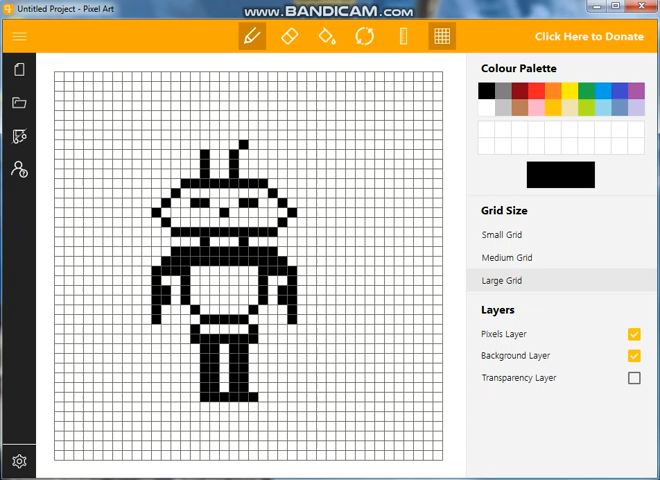 Untitled Project - Pixel Art
www.BANDICAM.com
Click Here to Donate
Colour Palette
Grid Size
Small Grid
Medium Grid
Large Grid
Layers
Pixels Layer
Background Layer
Transparency Layer